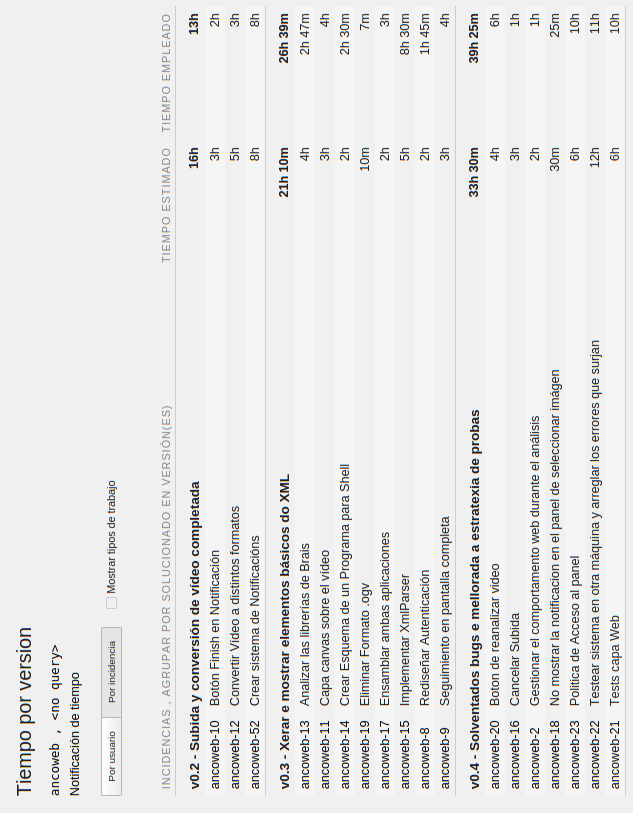 Tiempo por version
ancoweb , <no query>
Notificación de tiempo
Por usuario Por incidencia Mostrar tipos de trabajo
INCIDENCIAS , AGRUPAR POR SOLUCIONADO EN VERSIÓN(ES) TIEMPO ESTIMADO TIEMPO EMPLEADO
v0.2 - Subida y conversión de vídeo completada 16h 13h
ancoweb-10 Botón Finish en Notificación 3h 2h
ancoweb-12 Convertir Vídeo a distintos formatos 5h 3h
ancoweb-52 Crear sistema de Notificacións 8h 8h
v0.3 - Xerar e mostrar elementos básicos do XML 21h 10m 26h 39m
ancoweb-13 Analizar las librerías de Brais 4h 2h 47m
ancoweb-11 Capa canvas sobre el vídeo 3h 4h
ancoweb-14 Crear Esquema de un Programa para Shell 2h 2h 30m
ancoweb-19 Eliminar Formato .ogv 10m 7m
ancoweb-17 Ensamblar ambas aplicaciones 2h 3h
ancoweb-15 Implementar XmlParser 5h 8h 30m
ancoweb-8 Rediseñar Autenticación 2h 1h 45m
ancoweb-9 Seguimiento en pantalla completa 3h 4h
v0.4 - Solventados bugs e mellorada a estratexia de probas 33h 30m 39h 25m
ancoweb-20 Boton de reanalizar video 4h 6h
ancoweb-16 Cancelar Subida 3h 1h
ancoweb-2 Gestionar el comportamiento web durante el análisis 2h 1h
ancoweb-18 No mostrar la notificacion en el panel de seleccionar imágen 30m 25m
ancoweb-23 Politica de Acceso al panel 6h 10h
ancoweb-22 Testear sistema en otra máquina y arreglar los errores que surjan 12h 11h
ancoweb-21 Tests capa Web 6h 10h